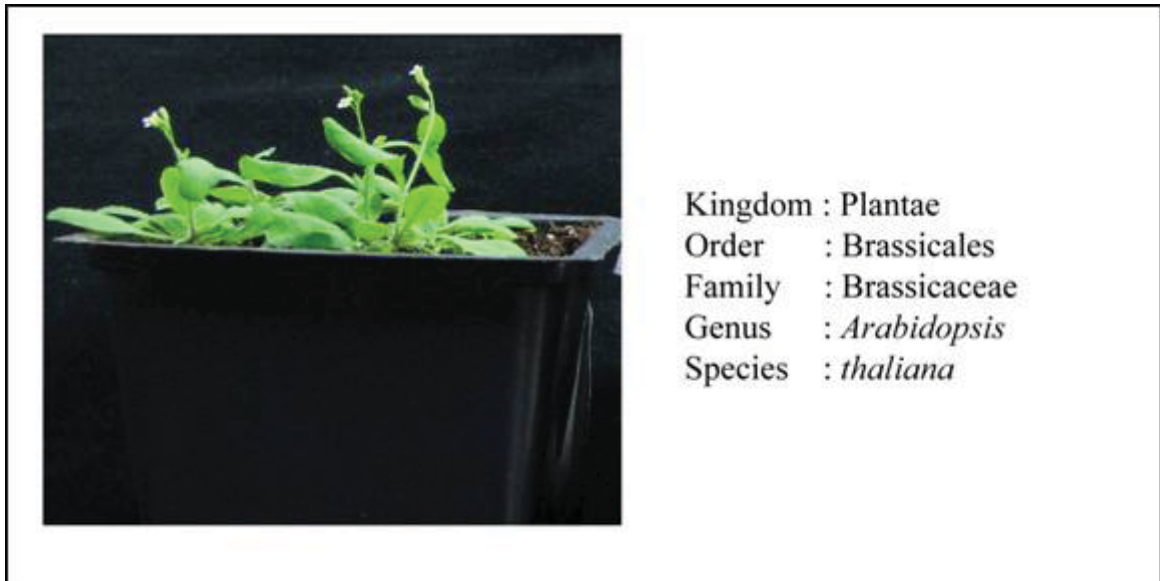 Kingdom : Plantae
Order : Brassicales
Family : Brassicaceae
Genus : Arabidopsis
Species : thaliana